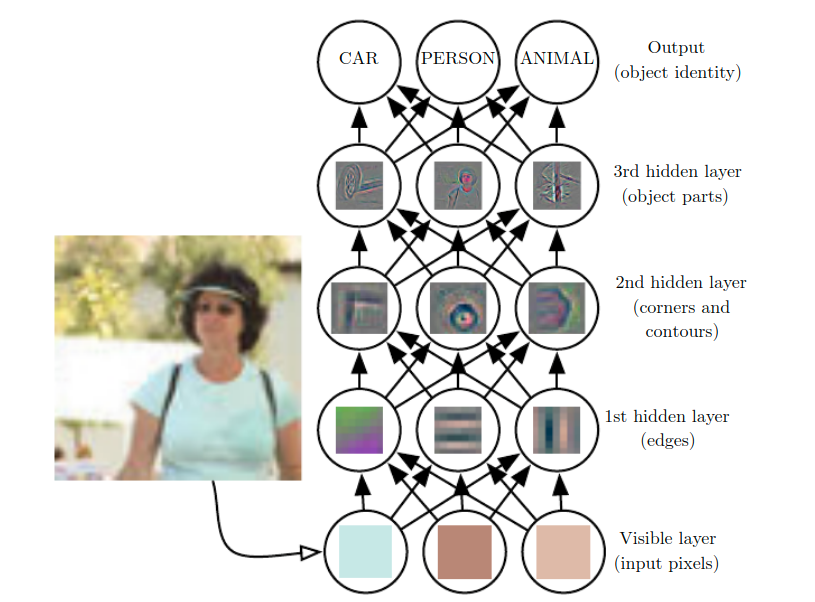 CAR
PERSON
ANIMAL
Output
(object identity)
3rd hidden layer
(object parts)
2nd hidden layer
(corners and
contours)
1st hidden layer
(edges)
Visible layer
(input pixels)